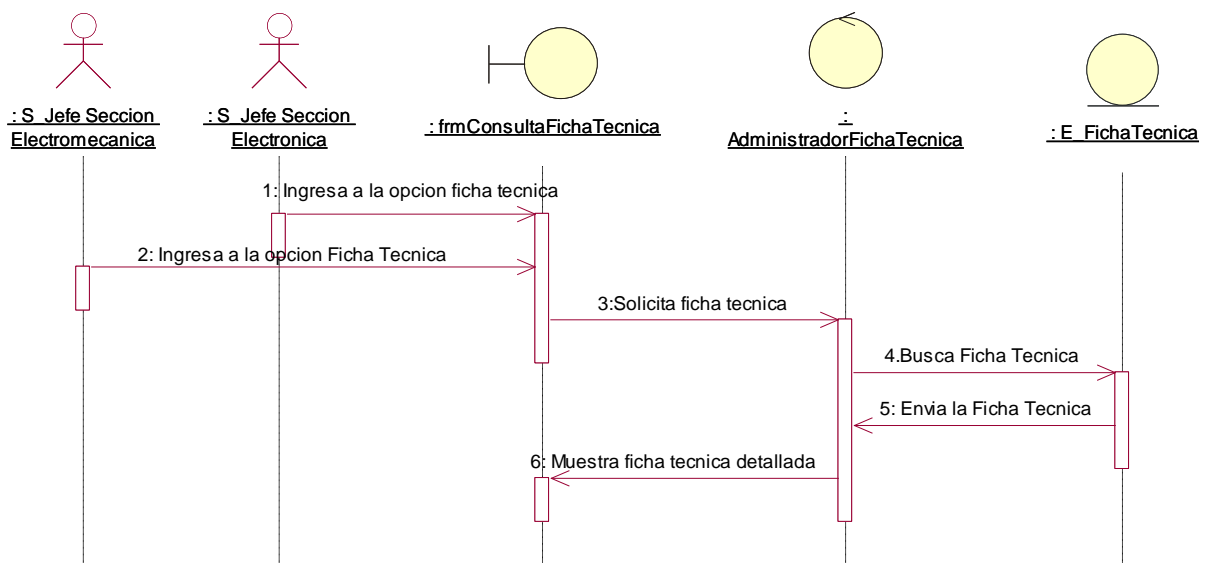 : S_Jefe Seccion
Electromecanica
: S_Jefe Seccion
Electronica
: frmConsultaFichaTecnica
:
AdministradorFichaTecnica
: E_FichaTecnica
1: Ingresa a la opcion ficha tecnica
2: Ingresa a la opcion Ficha Tecnica
3:Solicita ficha tecnica
4.Busca Ficha Tecnica
5: Envia la Ficha Tecnica
6: Muestra ficha tecnica detallada